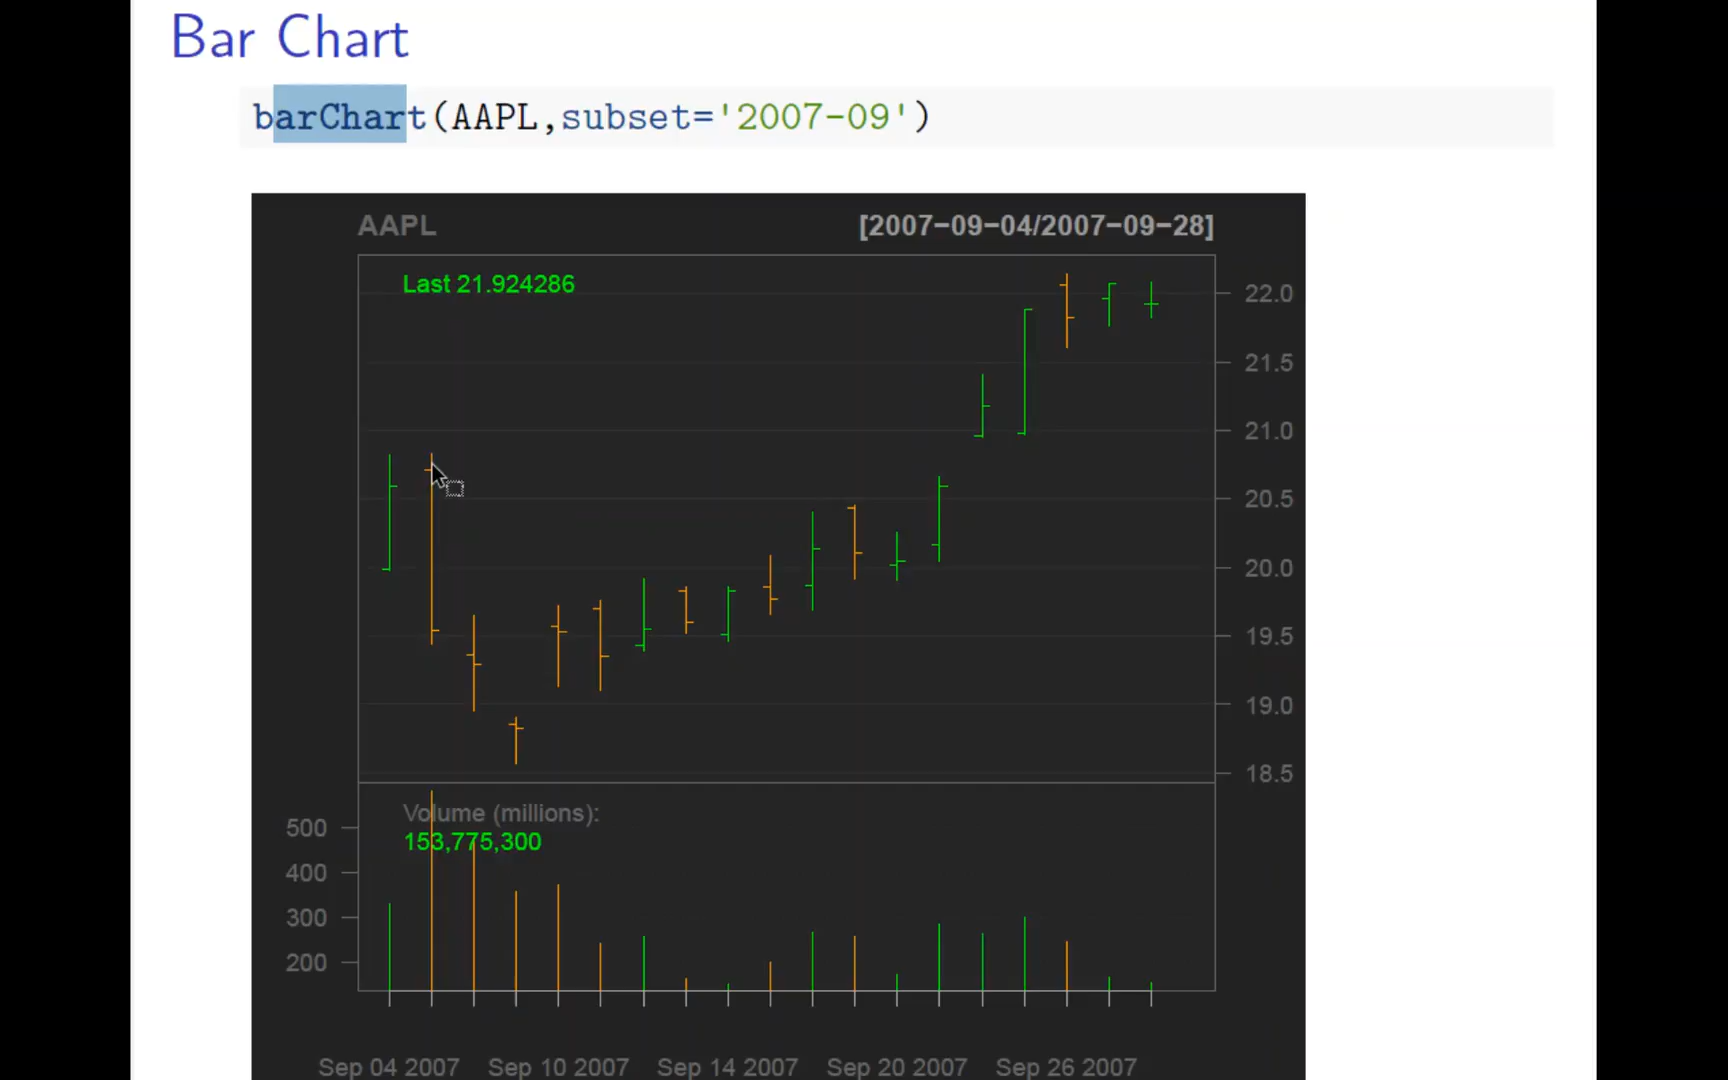 Bar Chart
barChart(AAPL,subset='2007-09')
AAPL [2007−09−04/2007−09−28]
Last 21.924286
22.0
21.5
21.0
20.5
20.0
19.5
19.0
18.5
Volume (millions):
153,775,300
500
400
300
200
Sep 04 2007 Sep 10 2007 Sep 14 2007 Sep 20 2007 Sep 26 2007